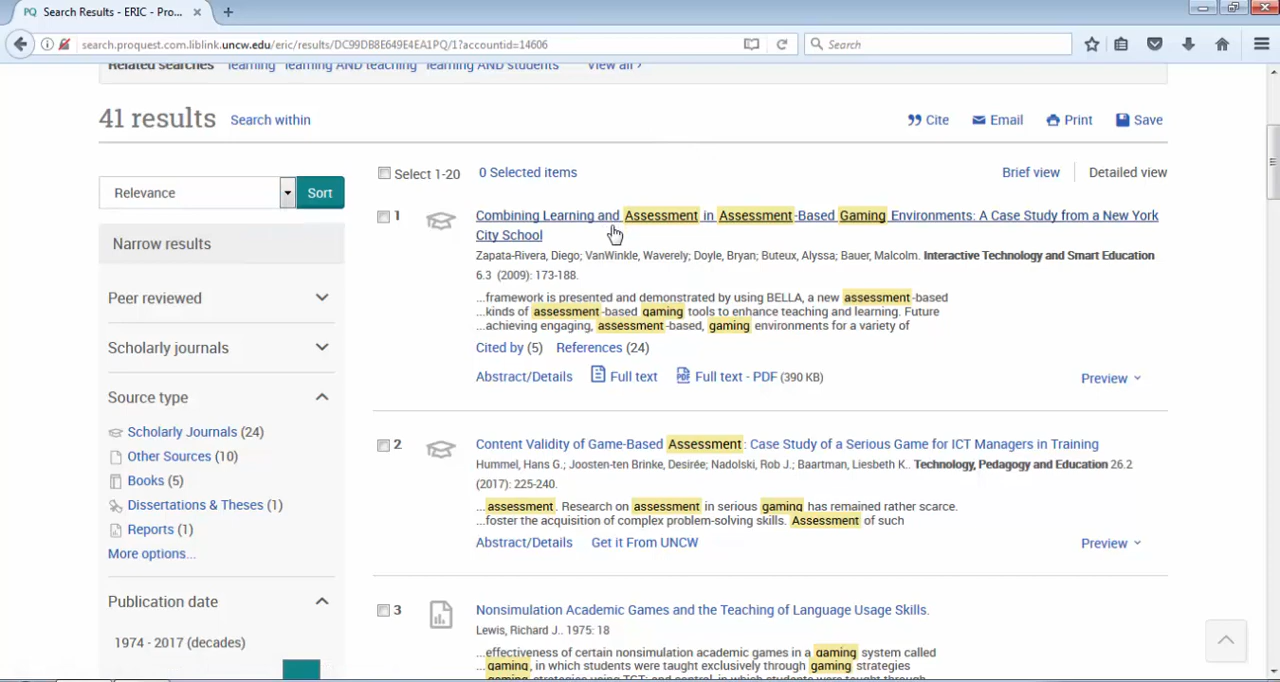 PQ Search Results - ERIC - Pro...
search.proquest.com.liblink.uncw.edu/eric/results/DC99DB8E649E4EA1PQ/1?accountid=14606
Search
Related searches learning learning AND teaching learning AND students View all ›
41 results Search within
Cite Email Print Save
Relevance Sort
Narrow results
Peer reviewed
Scholarly journals
Source type
Scholarly Journals (24)
Other Sources (10)
Books (5)
Dissertations & Theses (1)
Reports (1)
More options...
Publication date
1974 - 2017 (decades)
Select 1-20 0 Selected items Brief view Detailed view
1 Combining Learning and Assessment in Assessment-Based Gaming Environments: A Case Study from a New York
City School
Zapata-Rivera, Diego; VanWinkle, Waverely; Doyle, Bryan; Buteux, Alyssa; Bauer, Malcolm. Interactive Technology and Smart Education
6.3 (2009): 173-188.
...framework is presented and demonstrated by using BELLA, a new assessment-based
...kinds of assessment-based gaming tools to enhance teaching and learning. Future
...achieving engaging, assessment-based, gaming environments for a variety of
Cited by (5) References (24)
Abstract/Details Full text Full text - PDF (390 KB) Preview
2 Content Validity of Game-Based Assessment: Case Study of a Serious Game for ICT Managers in Training
Hummel, Hans G.; Joosten-ten Brinke, Desirée; Nadolski, Rob J.; Baartman, Liesbeth K.. Technology, Pedagogy and Education 26.2
(2017): 225-240.
...assessment. Research on assessment in serious gaming has remained rather scarce.
...foster the acquisition of complex problem-solving skills. Assessment of such
Abstract/Details Get it From UNCW Preview
3 Nonsimulation Academic Games and the Teaching of Language Usage Skills.
Lewis, Richard J.. 1975: 18
...effectiveness of certain nonsimulation academic games in a gaming system called
...gaming, in which students were taught exclusively through gaming strategies
gaming strategies using TGT; and control, in which students were taught through